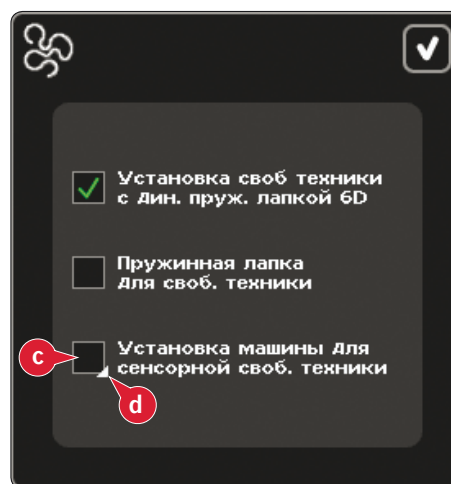 Установка своб техники
с дин. пруж. лапкой 6D
Пружинная лапка
для своб. техники
Установка машины для
сенсорной своб. техники
c
d